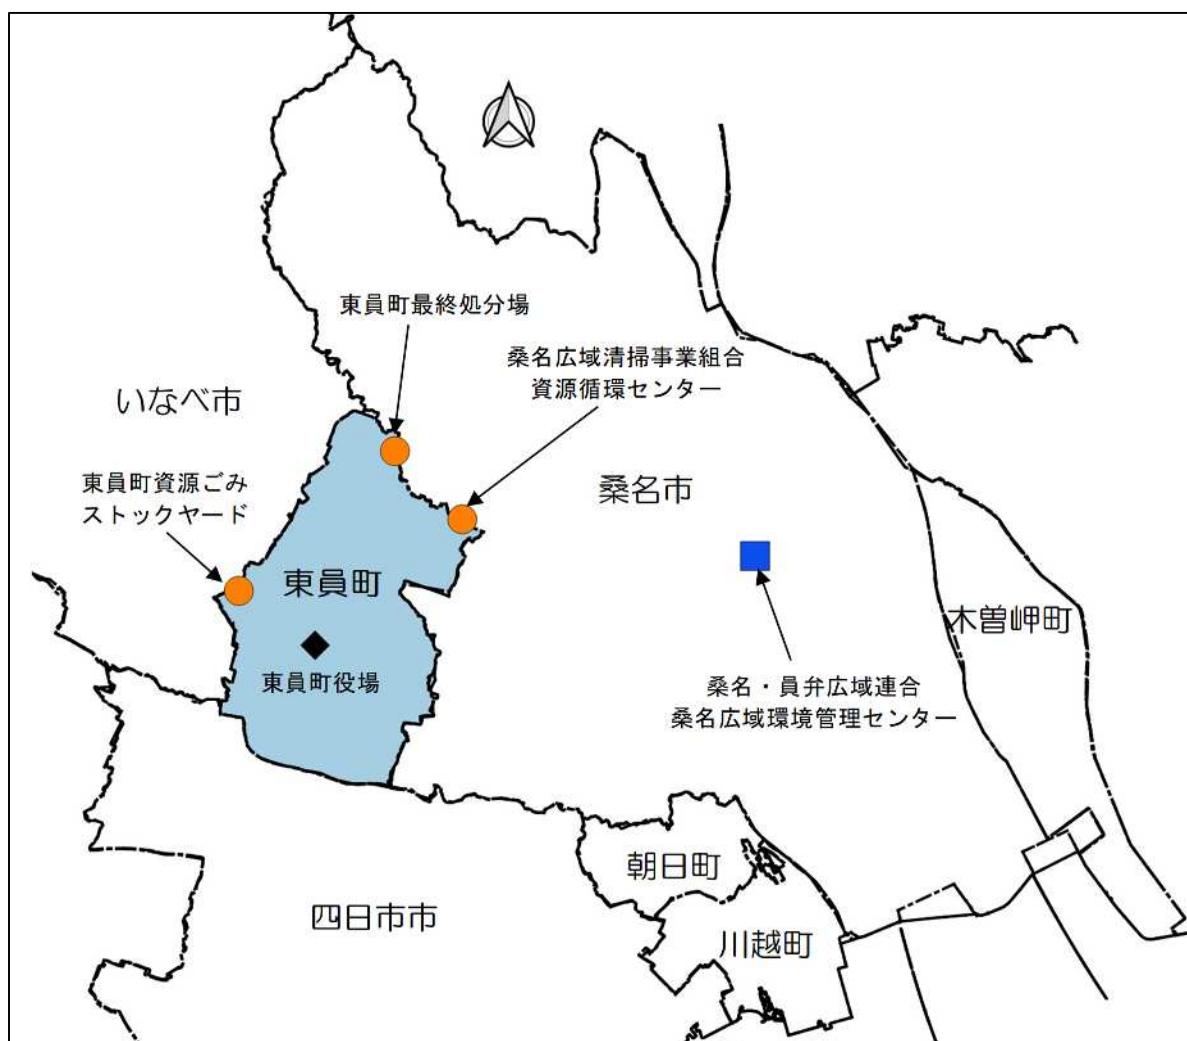 東員町最終処分場
桑名広域清掃事業組合
資源循環センター
いなべ市
東員町資源ごみ
ストックヤード
桑名市
東員町
木曽岬町
東員町役場
桑名・員弁広域連合
桑名広域環境管理センター
朝日町
四日市市
川越町